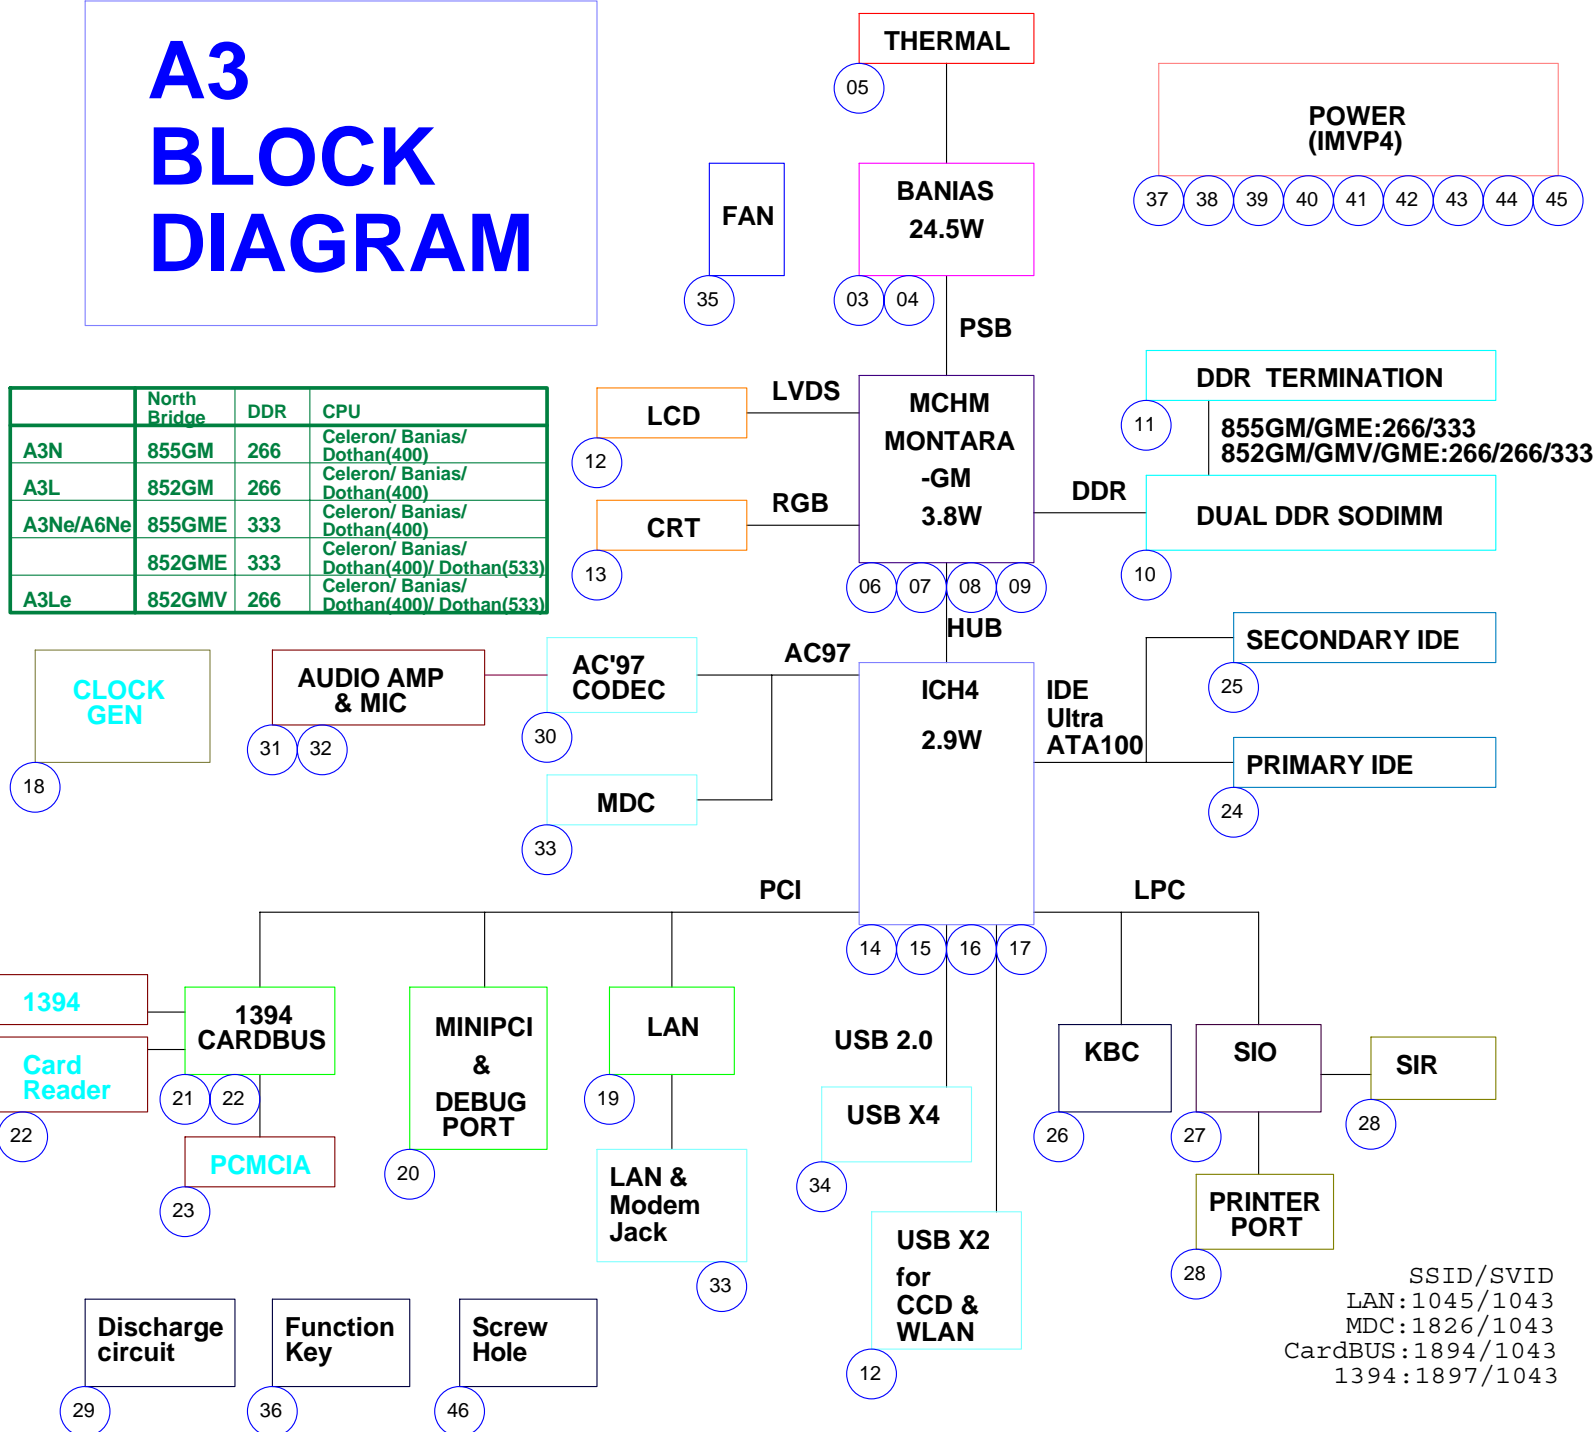 A3
BLOCK
DIAGRAM
THERMAL
05
POWER
(IMVP4)
37 38 39 40 41 42 43 44 45
FAN
35
BANIAS
24.5W
03 04
PSB
North Bridge DDR CPU
A3N 855GM 266 Celeron/ Banias/ Dothan(400)
A3L 852GM 266 Celeron/ Banias/ Dothan(400)
A3Ne/A6Ne 855GME 333 Celeron/ Banias/ Dothan(400)
852GME 333 Celeron/ Banias/ Dothan(400)/ Dothan(533)
A3Le 852GMV 266 Celeron/ Banias/ Dothan(400)/ Dothan(533)
LCD
12
LVDS
CRT
13
RGB
MCHM
MONTARA
-GM
3.8W
06 07 08 09
HUB
DDR TERMINATION
11
855GM/GME:266/333
852GM/GMV/GME:266/266/333
DDR
DUAL DDR SODIMM
10
CLOCK
GEN
18
AUDIO AMP
& MIC
31 32
AC'97
CODEC
30
AC97
MDC
33
ICH4
2.9W
IDE
Ultra
ATA100
SECONDARY IDE
25
PRIMARY IDE
24
PCI
LPC
14 15 16 17
1394
Card
Reader
22
1394
CARDBUS
21 22
PCMCIA
23
MINIPCI
&
DEBUG
PORT
20
LAN
19
LAN &
Modem
Jack
33
USB 2.0
USB X4
34
USB X2
for
CCD &
WLAN
12
KBC
26
SIO
27
SIR
28
PRINTER
PORT
28
Discharge
circuit
29
Function
Key
36
Screw
Hole
46
SSID/SVID
LAN:1045/1043
MDC:1826/1043
CardBUS:1894/1043
1394:1897/1043